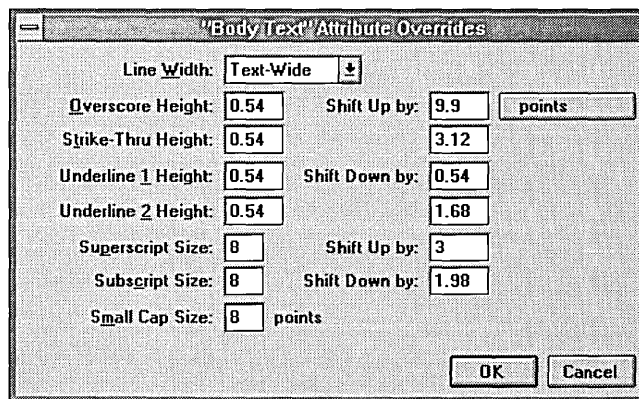 "Body Text" Attribute Overrides
Line Width: Text-Wide
Overscore Height: 0.54 Shift Up by: 9.9 points
Strike-Thru Height: 0.54 3.12
Underline 1 Height: 0.54 Shift Down by: 0.54
Underline 2 Height: 0.54 1.68
Superscript Size: 8 Shift Up by: 3
Subscript Size: 8 Shift Down by: 1.98
Small Cap Size: 8 points
OK Cancel